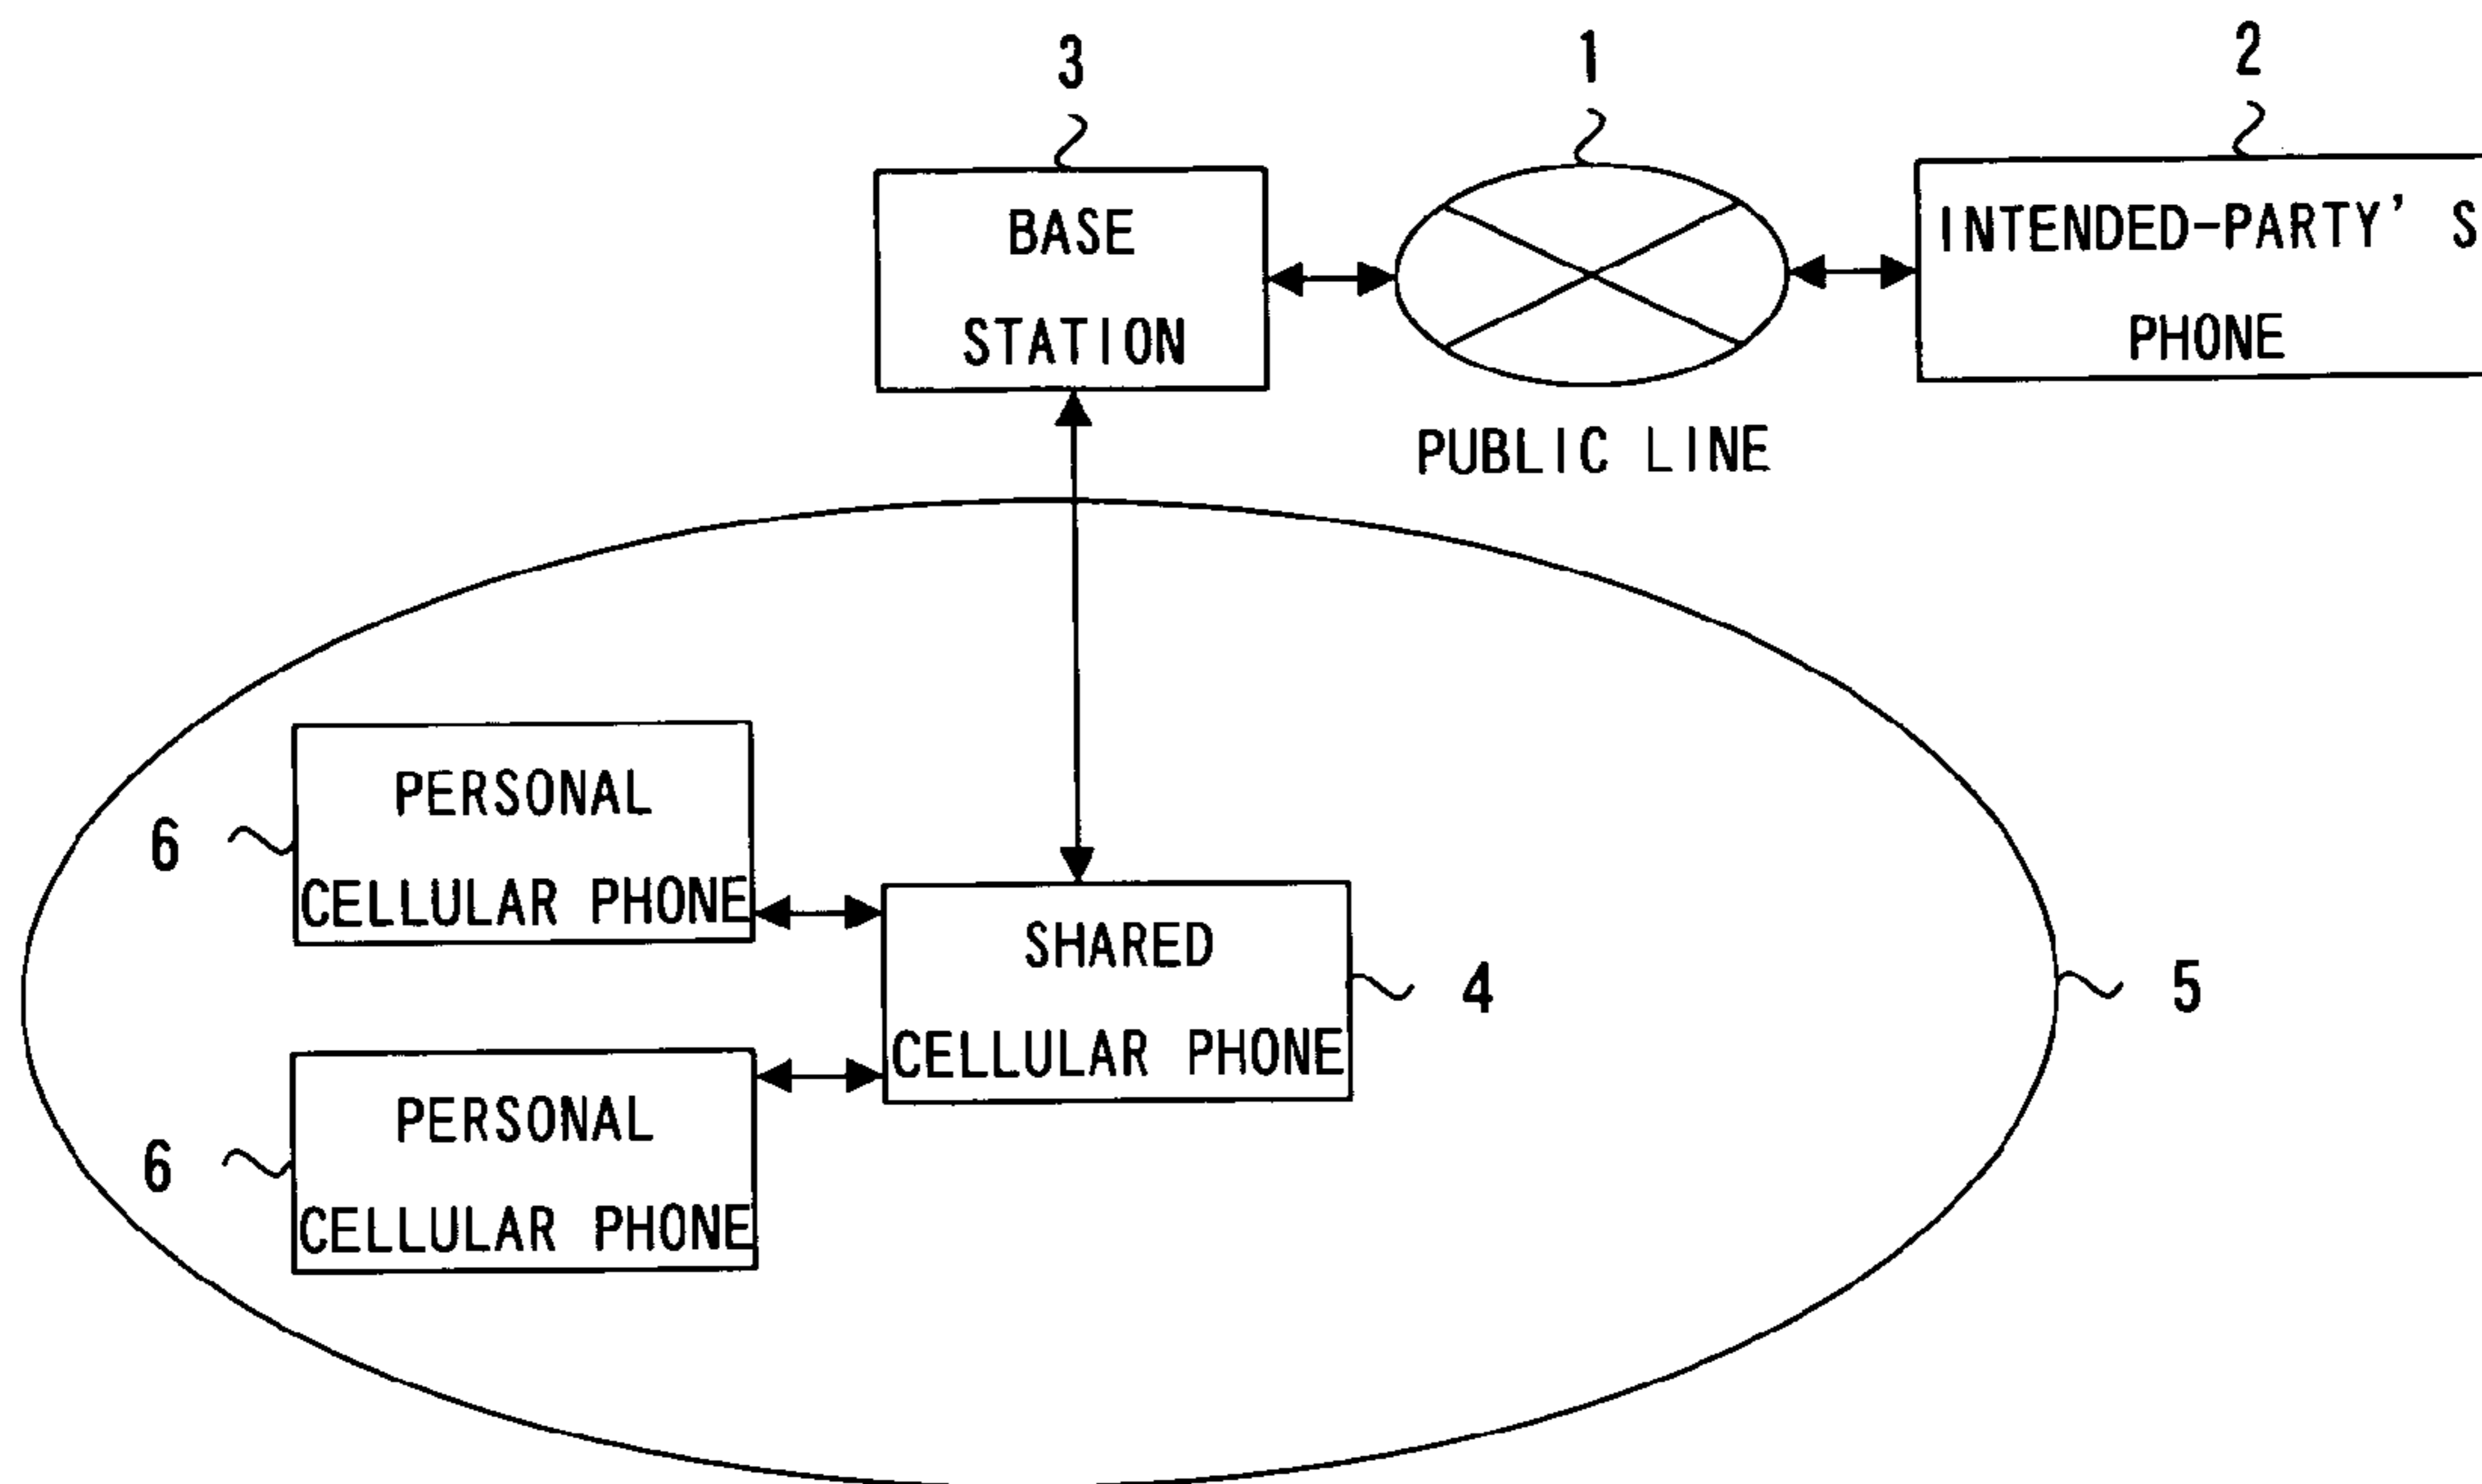 3
1
2
BASE
STATION
INTENDED-PARTY' S
PHONE
PUBLIC LINE
PERSONAL
CELLULAR PHONE
6
SHARED
CELLULAR PHONE
4
5
PERSONAL
CELLULAR PHONE
6